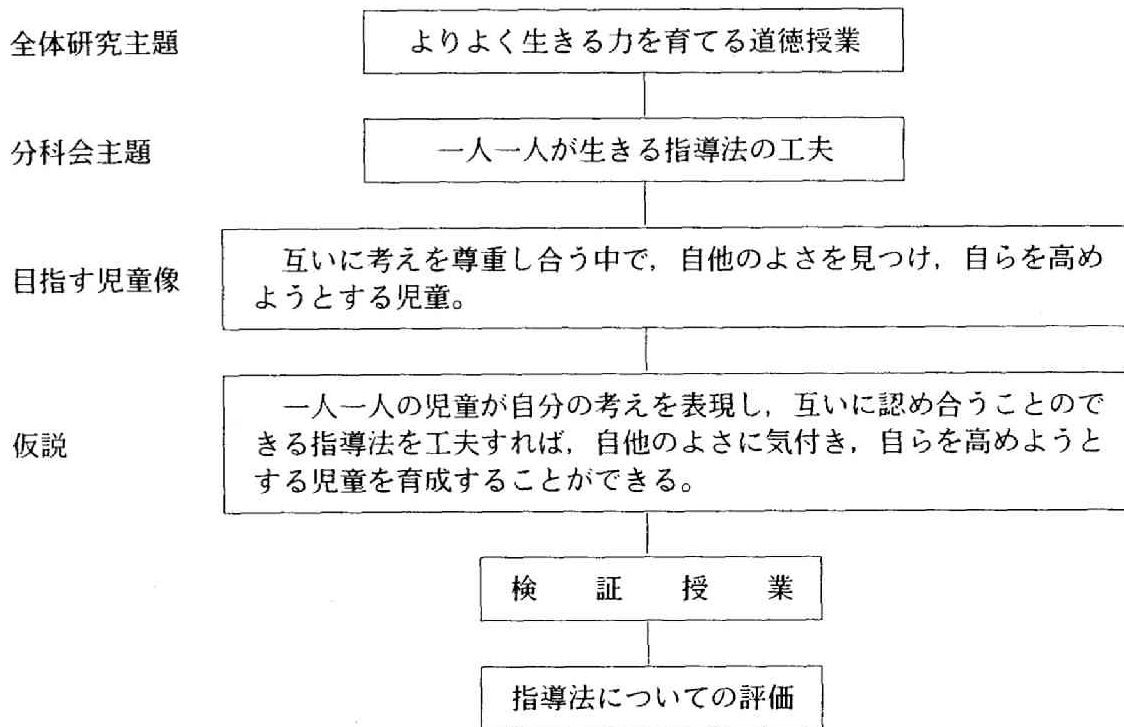 全体研究主題
よりよく生きる力を育てる道徳授業
分科会主題
一人一人が生きる指導法の工夫
目指す児童像
互いに考えを尊重し合う中で，自他のよさを見つけ，自らを高め
ようとする児童。
仮説
一人一人の児童が自分の考えを表現し，互いに認め合うことので
きる指導法を工夫すれば，自他のよさに気付き，自らを高めようと
する児童を育成することができる。
検　証　授　業
指導法についての評価